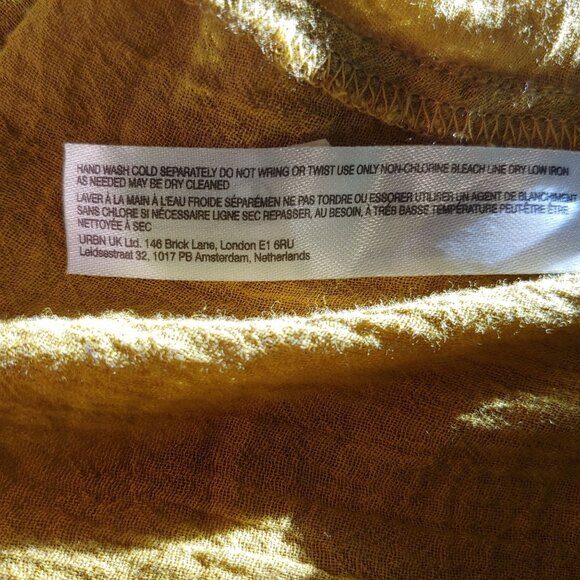 HAND WASH COLD SEPARATELY DO NOT WRING OR TWIST USE ONLY NON-CHLORINE BLEACH LINE DRY LOW IRON
AS NEEDED MAY BE DRY CLEANED
LAVER À LA MAIN À L'EAU FROIDE SÉPARÉMEN NE PAS TORDRE OU ESSORER UTILISER UN AGENT DE BLANCHIMENT
SANS CHLORE SI NÉCESSAIRE LIGNE SEC REPASSER, AU BESOIN, À TRÈS BASSE TEMPÉRATURE PEUT-ÊTRE ÊTRE
NETTOYÉE À SEC
URBN UK Ltd. 146 Brick Lane, London E1 6RU
Leidsestraat 32, 1017 PB Amsterdam, Netherlands